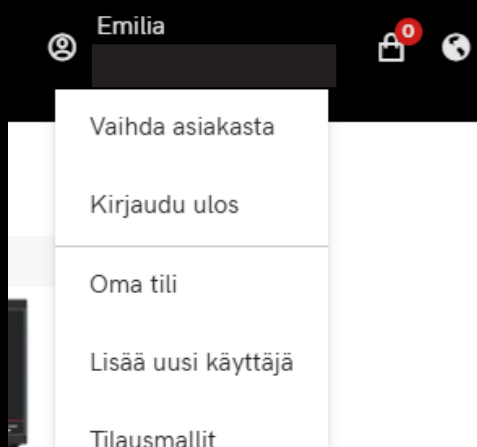 Emilia
0
Vaihda asiakasta
Kirjaudu ulos
Oma tili
Lisää uusi käyttäjä
Tilausmallit